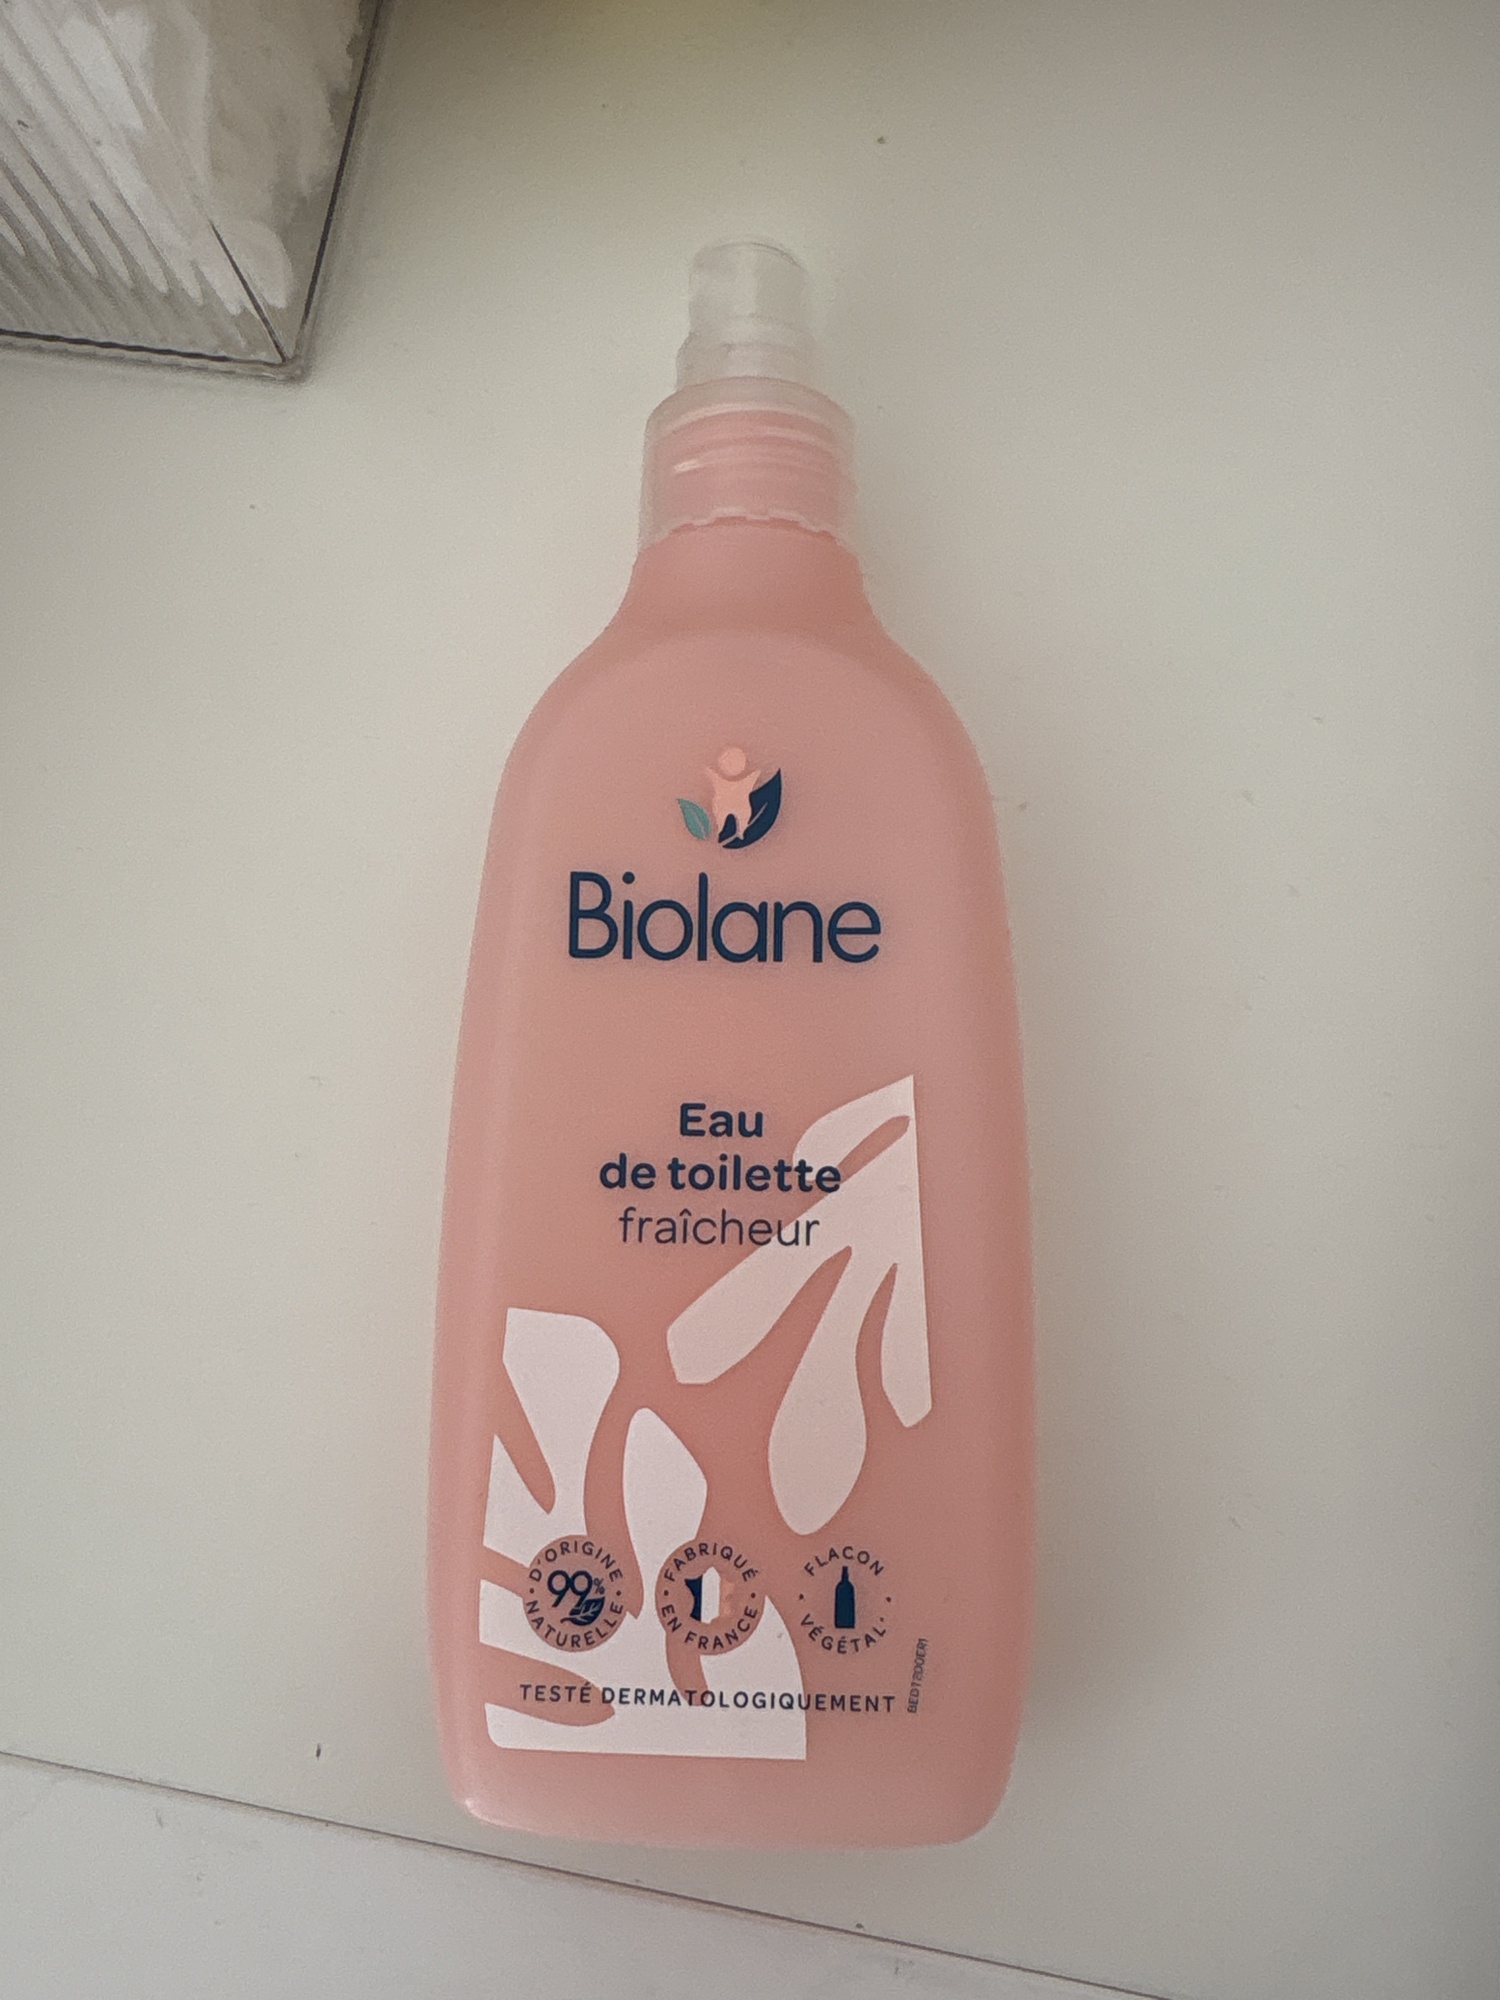 Biolane
Eau
de toilette
fraîcheur
D'ORIGINE
99%
NATURELLE
FABRIQUÉ
EN FRANCE
FLACON
VÉGÉTAL*
TESTÉ DERMATOLOGIQUEMENT